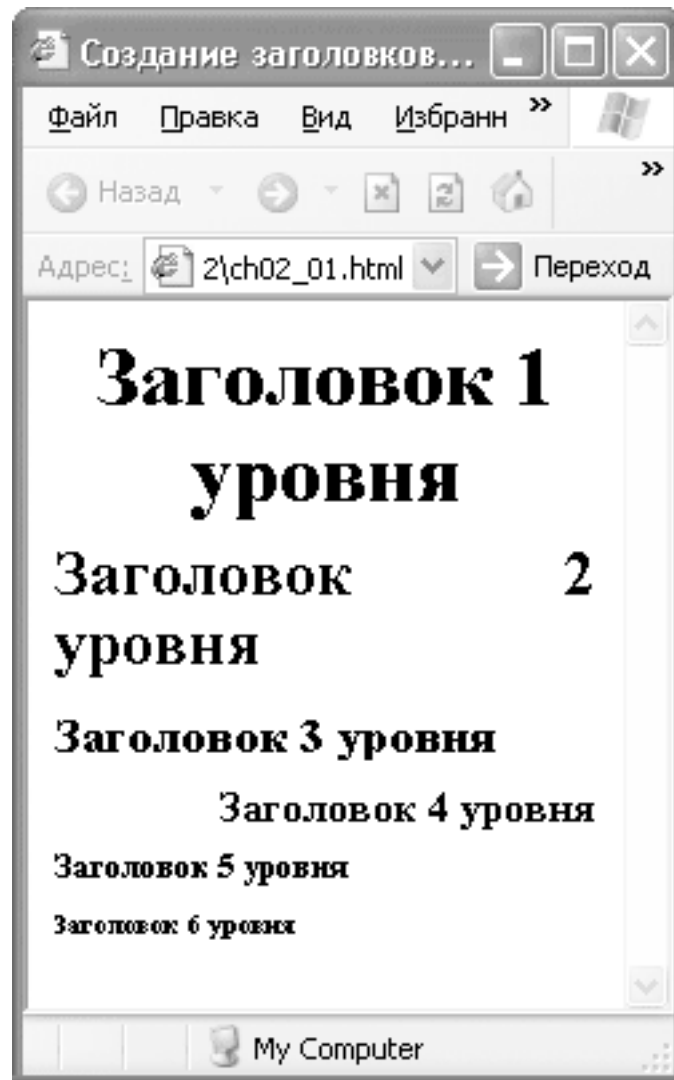 Создание заголовков...
Файл Правка Вид Избранн »
Назад »
Адрес: 2\ch02_01.html Переход
Заголовок 1
уровня
Заголовок 2
уровня
Заголовок 3 уровня
Заголовок 4 уровня
Заголовок 5 уровня
Заголовок 6 уровня
My Computer